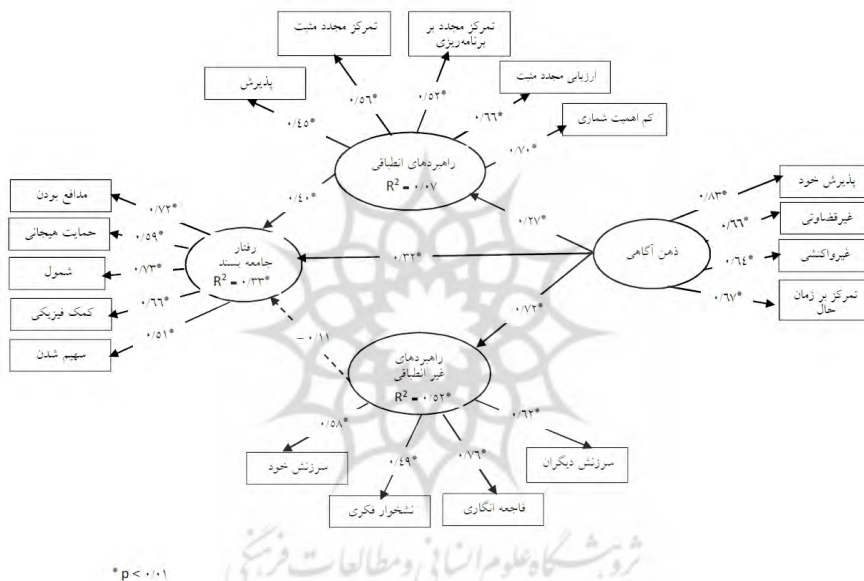 تمرکز مجدد بر
برنامه‌ریزی
تمرکز مجدد مثبت
ارزیابی مجدد مثبت
پذیرش
کم اهمیت شماری
۰/۴۵*
۰/۵۶*
۰/۵۲*
۰/۶۶*
۰/۷۰*
راهبردهای انطباقی
R² = ۰/۰۷
پذیرش خود
غیرقضاوتی
غیرواکنشی
تمرکز بر زمان
حال
۰/۸۳*
۰/۶۶*
۰/۶۴*
۰/۶۷*
ذهن آگاهی
۰/۲۷*
۰/۴۰*
۰/۳۲*
۰/۷۲*
- ۰/۱۱
رفتار
جامعه پسند
R² = ۰/۳۳*
۰/۷۲*
۰/۵۹*
۰/۷۳*
۰/۶۶*
۰/۵۱*
مدافع بودن
حمایت هیجانی
شمول
کمک فیزیکی
سهیم شدن
راهبردهای
غیر انطباقی
R² = ۰/۵۲*
۰/۵۸*
۰/۴۹*
۰/۷۶*
۰/۶۲*
سرزنش دیگران
سرزنش خود
فاجعه انگاری
نشخوار فکری
پژوهشگاه علوم انسانی و مطالعات فرهنگی
* p < ۰/۰۱